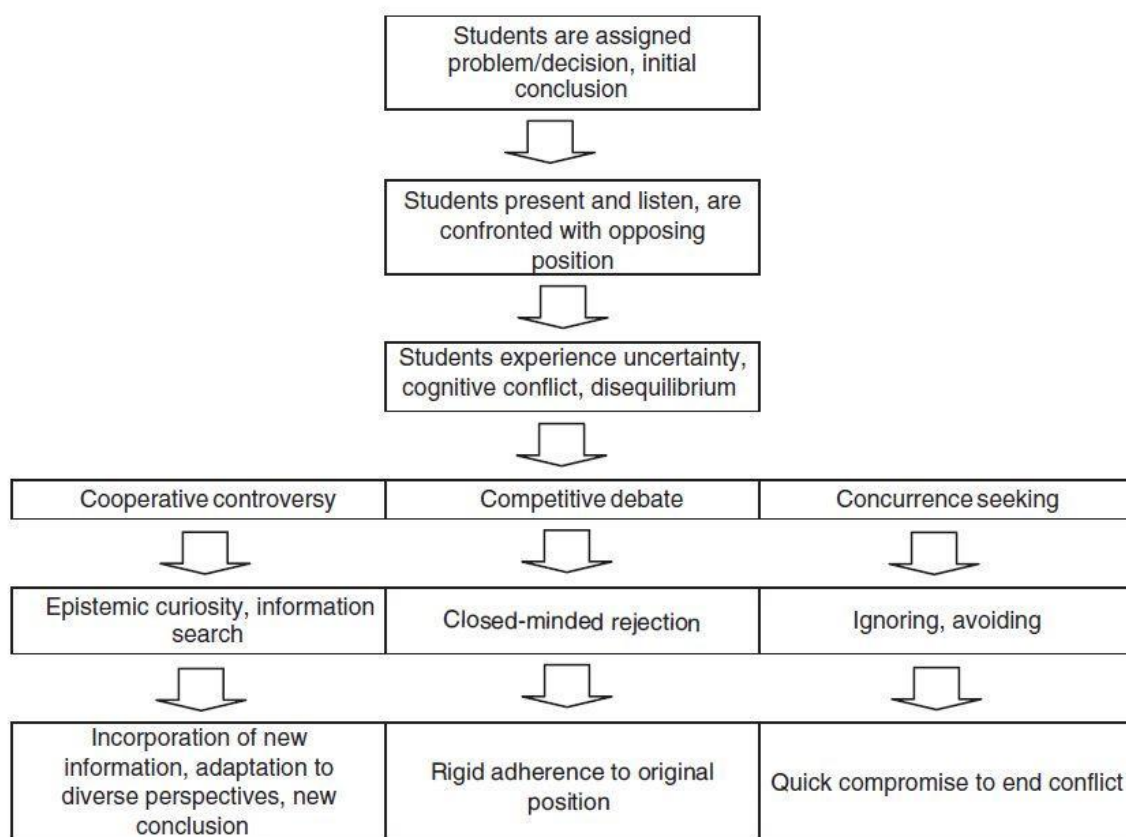 Students are assigned
problem/decision, initial
conclusion
Students present and listen, are
confronted with opposing
position
Students experience uncertainty,
cognitive conflict, disequilibrium
Cooperative controversy
Competitive debate
Concurrence seeking
Epistemic curiosity, information
search
Closed-minded rejection
Ignoring, avoiding
Incorporation of new
information, adaptation to
diverse perspectives, new
conclusion
Rigid adherence to original
position
Quick compromise to end conflict